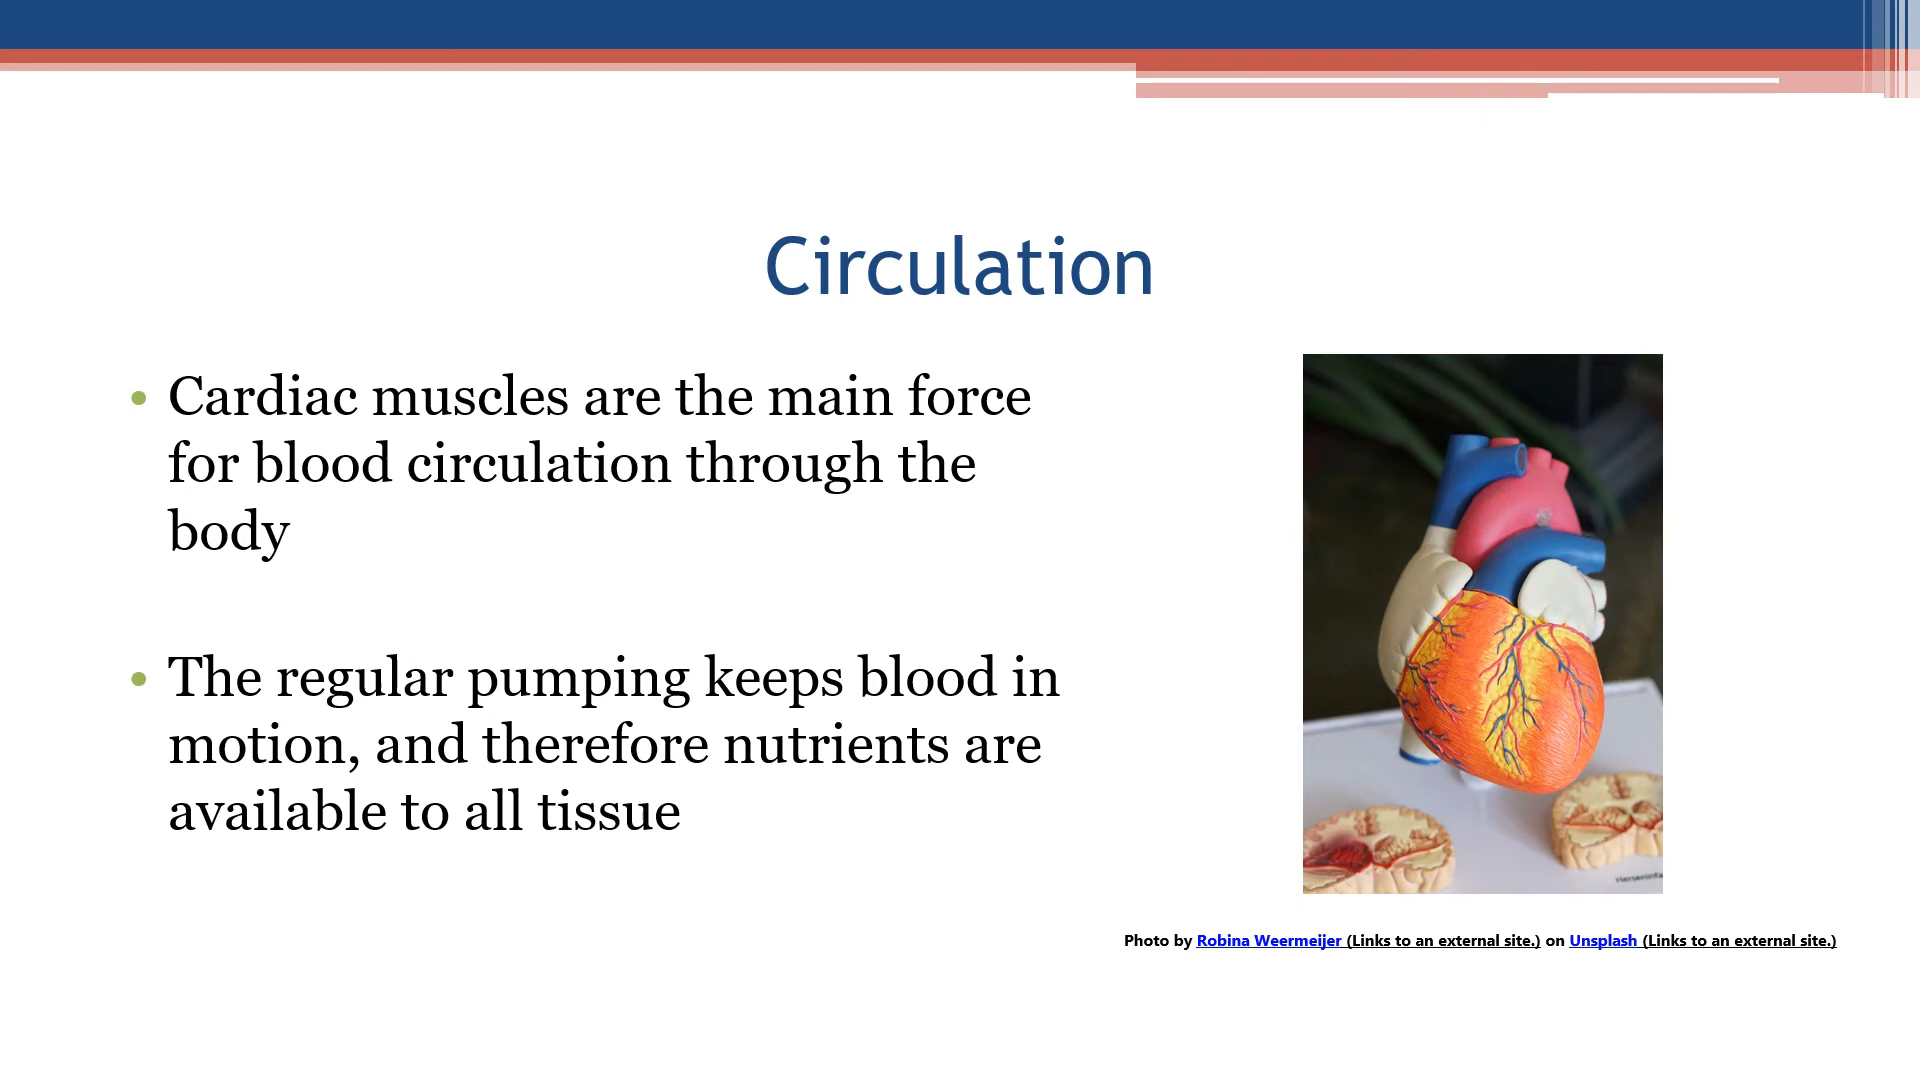 Circulation
• Cardiac muscles are the main force
for blood circulation through the
body
• The regular pumping keeps blood in
motion, and therefore nutrients are
available to all tissue
Photo by Robina Weermeijer (Links to an external site.) on Unsplash (Links to an external site.)